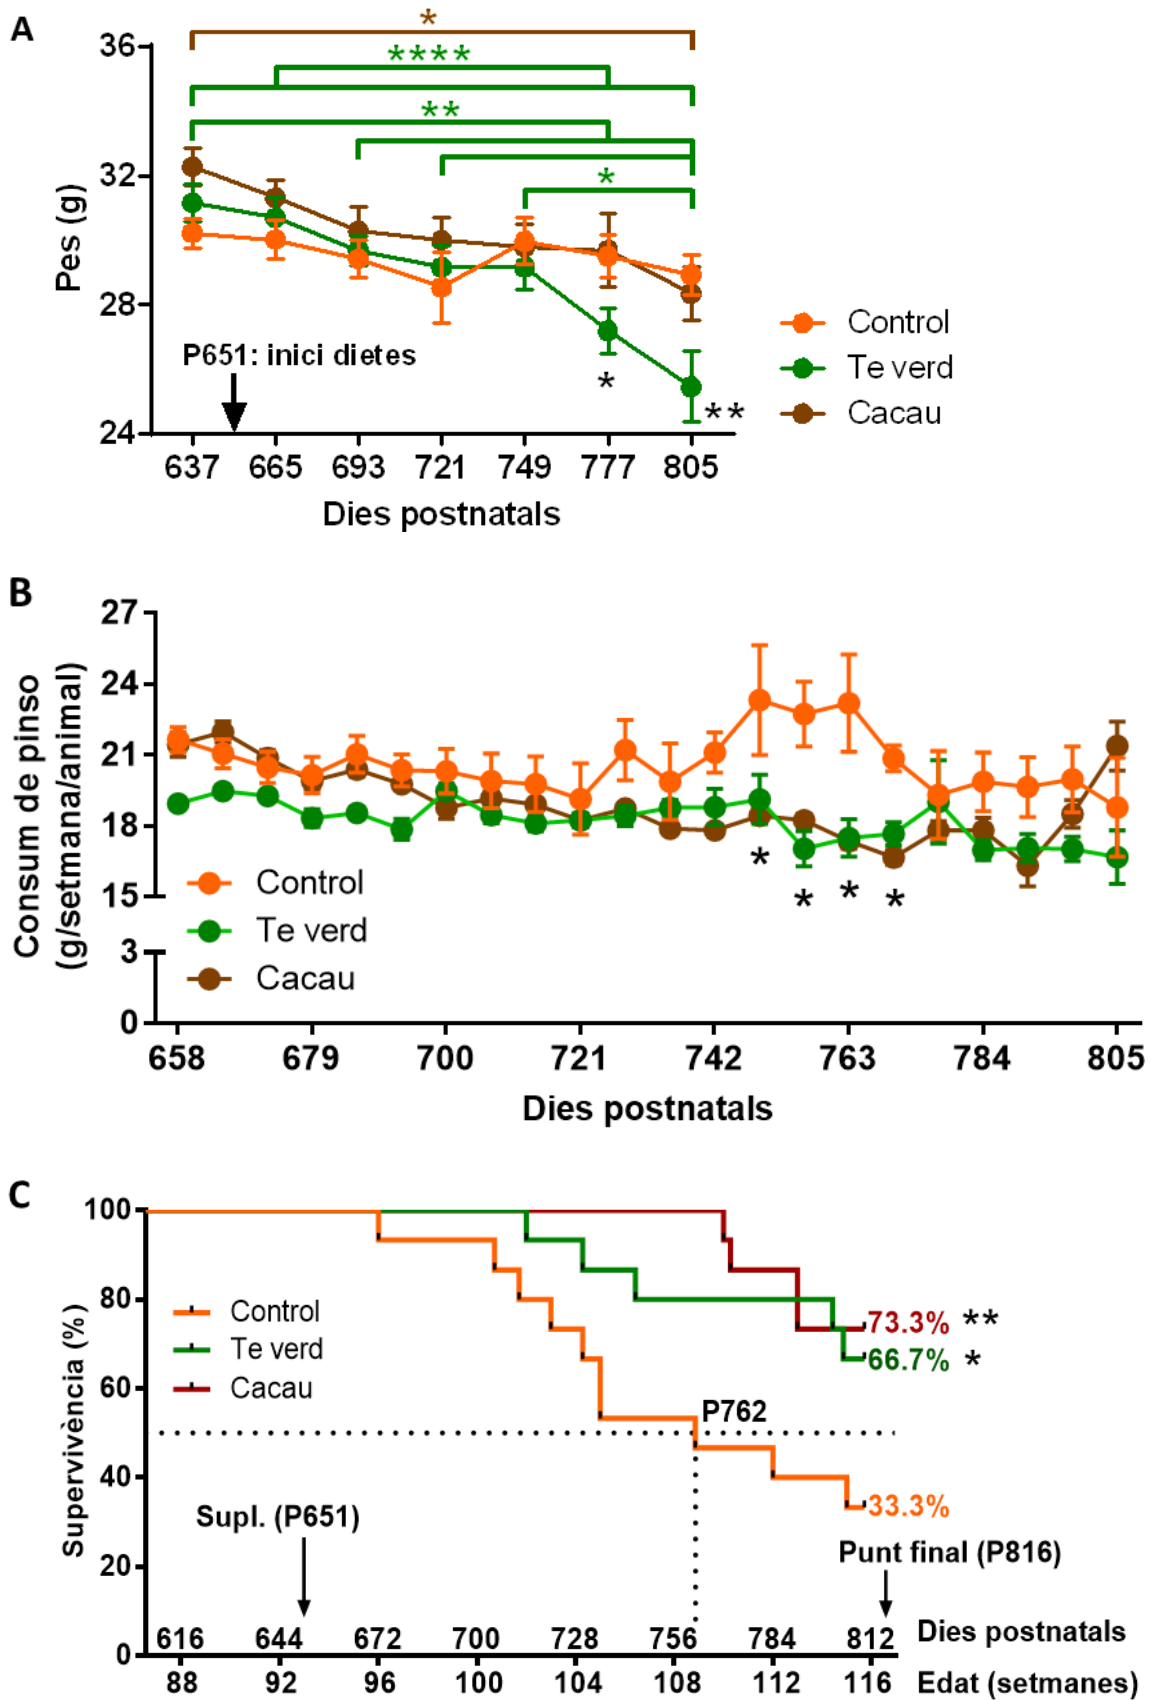 A
*
****
**
*
36
32
28
24
Pes (g)
P651: inici dietes
*
**
Control
Te verd
Cacau
637 665 693 721 749 777 805
Dies postnatals
B
27
24
21
18
15
3
0
Consum de pinso
(g/setmana/animal)
*
* * *
Control
Te verd
Cacau
658 679 700 721 742 763 784 805
Dies postnatals
C
100
80
60
40
20
0
Supervivència (%)
Control
Te verd
Cacau
73.3% **
66.7% *
P762
33.3%
Supl. (P651)
Punt final (P816)
616 644 672 700 728 756 784 812 Dies postnatals
88 92 96 100 104 108 112 116 Edat (setmanes)